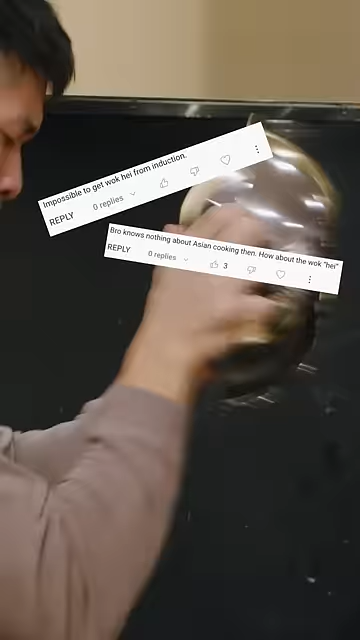 Impossible to get wok hei from induction.
REPLY 0 replies
Bro knows nothing about Asian cooking then. How about the wok "hei"
REPLY 0 replies 3